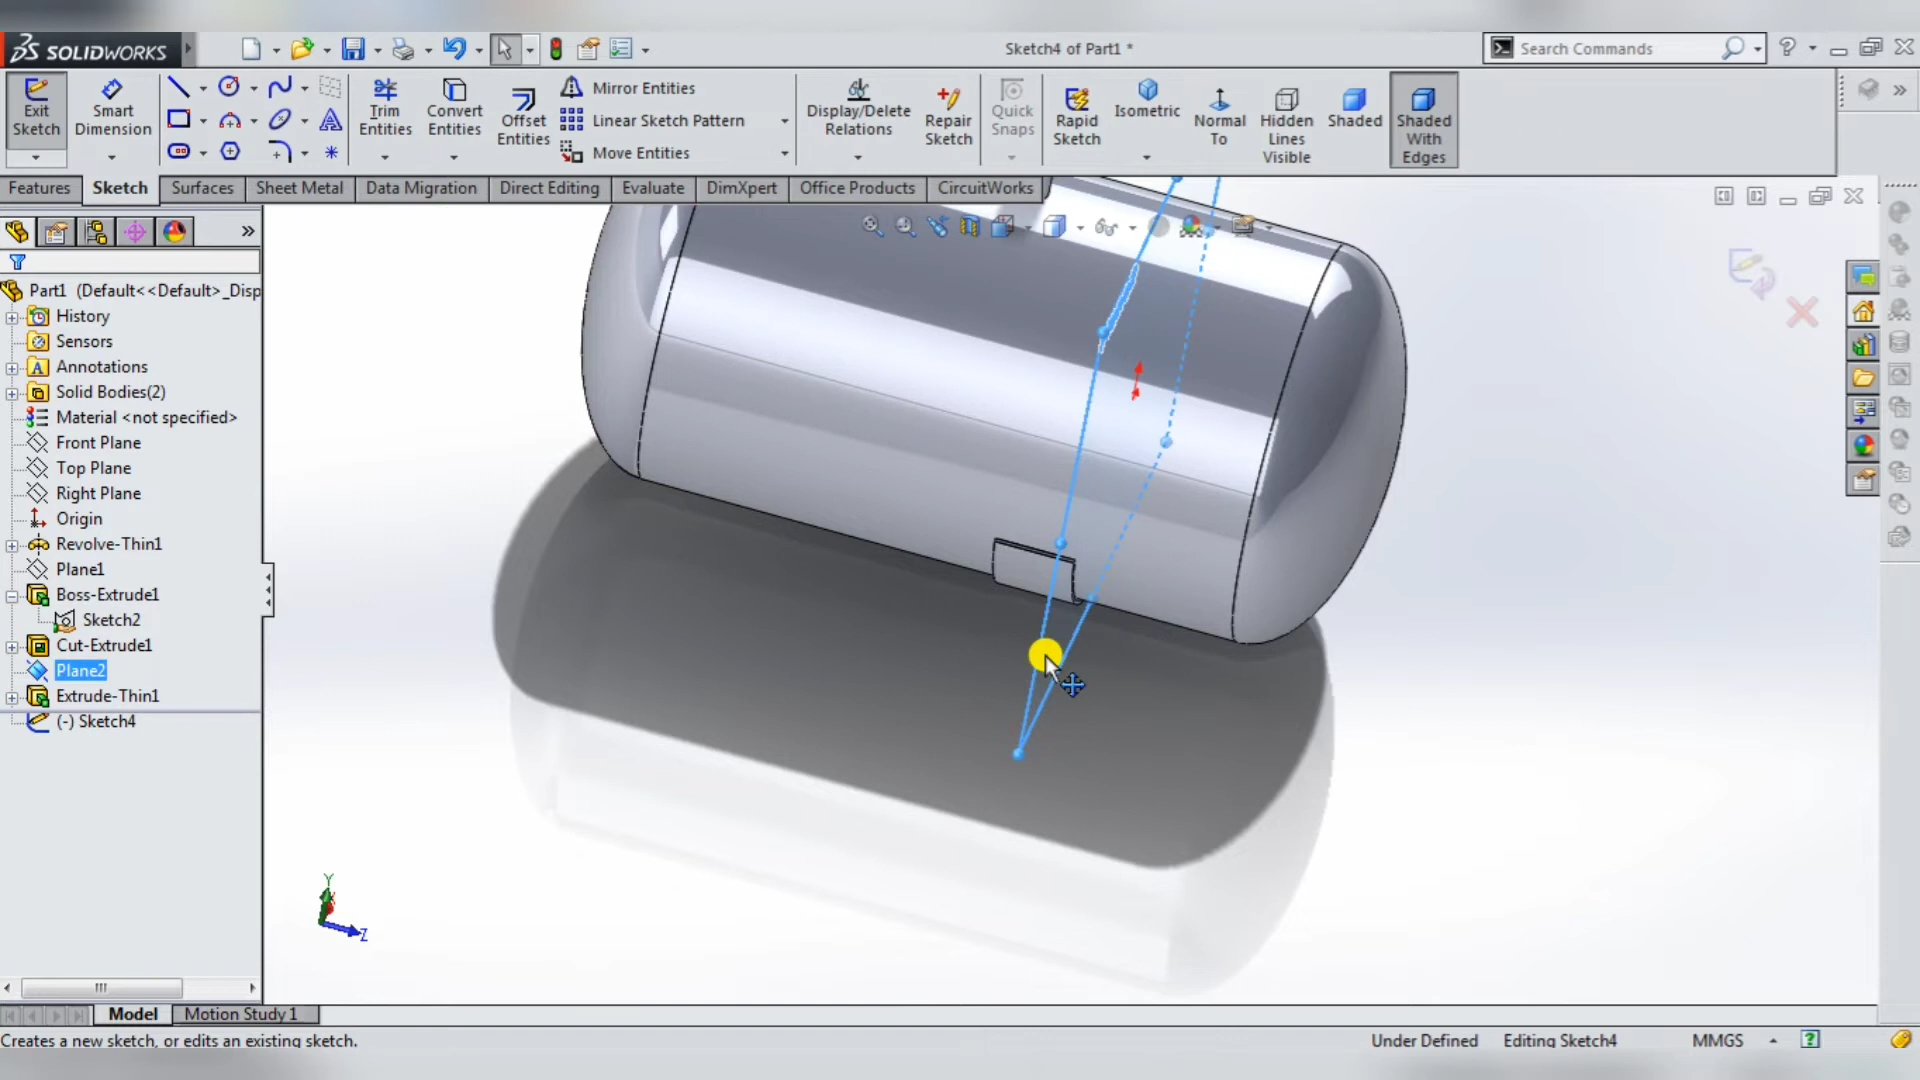 SOLIDWORKS
Sketch4 of Part1 *
Search Commands
Exit Sketch
Smart Dimension
Trim Entities
Convert Entities
Offset Entities
Mirror Entities
Linear Sketch Pattern
Move Entities
Display/Delete Relations
Repair Sketch
Quick Snaps
Rapid Sketch
Isometric
Normal To
Hidden Lines Visible
Shaded
Shaded With Edges
Features
Sketch
Surfaces
Sheet Metal
Data Migration
Direct Editing
Evaluate
DimXpert
Office Products
CircuitWorks
Part1 (Default<<Default>_Disp
History
Sensors
Annotations
Solid Bodies(2)
Material <not specified>
Front Plane
Top Plane
Right Plane
Origin
Revolve-Thin1
Plane1
Boss-Extrude1
Sketch2
Cut-Extrude1
Plane2
Extrude-Thin1
(-) Sketch4
Y
Z
Model
Motion Study 1
Creates a new sketch, or edits an existing sketch.
Under Defined
Editing Sketch4
MMGS